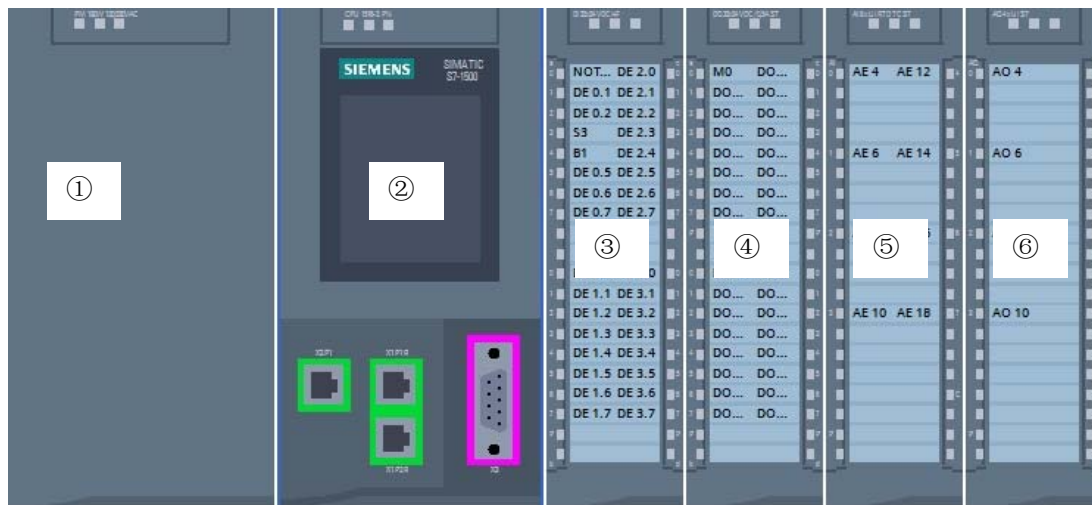 SIEMENS
SIMATIC
S7-1500
X2P1
X1P1R
X1P2R
X3
①
②
③
④
⑤
⑥
NOT... DE 2.0
DE 0.1 DE 2.1
DE 0.2 DE 2.2
S3 DE 2.3
B1 DE 2.4
DE 0.5 DE 2.5
DE 0.6 DE 2.6
DE 0.7 DE 2.7
DE 1.1 DE 3.1
DE 1.2 DE 3.2
DE 1.3 DE 3.3
DE 1.4 DE 3.4
DE 1.5 DE 3.5
DE 1.6 DE 3.6
DE 1.7 DE 3.7
M0 DO...
DO... DO...
DO... DO...
DO... DO...
DO... DO...
DO... DO...
DO... DO...
DO... DO...
DO... DO...
DO... DO...
DO... DO...
DO... DO...
DO... DO...
DO... DO...
DO... DO...
AE 4 AE 12
AE 6 AE 14
AE 10 AE 18
AO 4
AO 6
AO 10